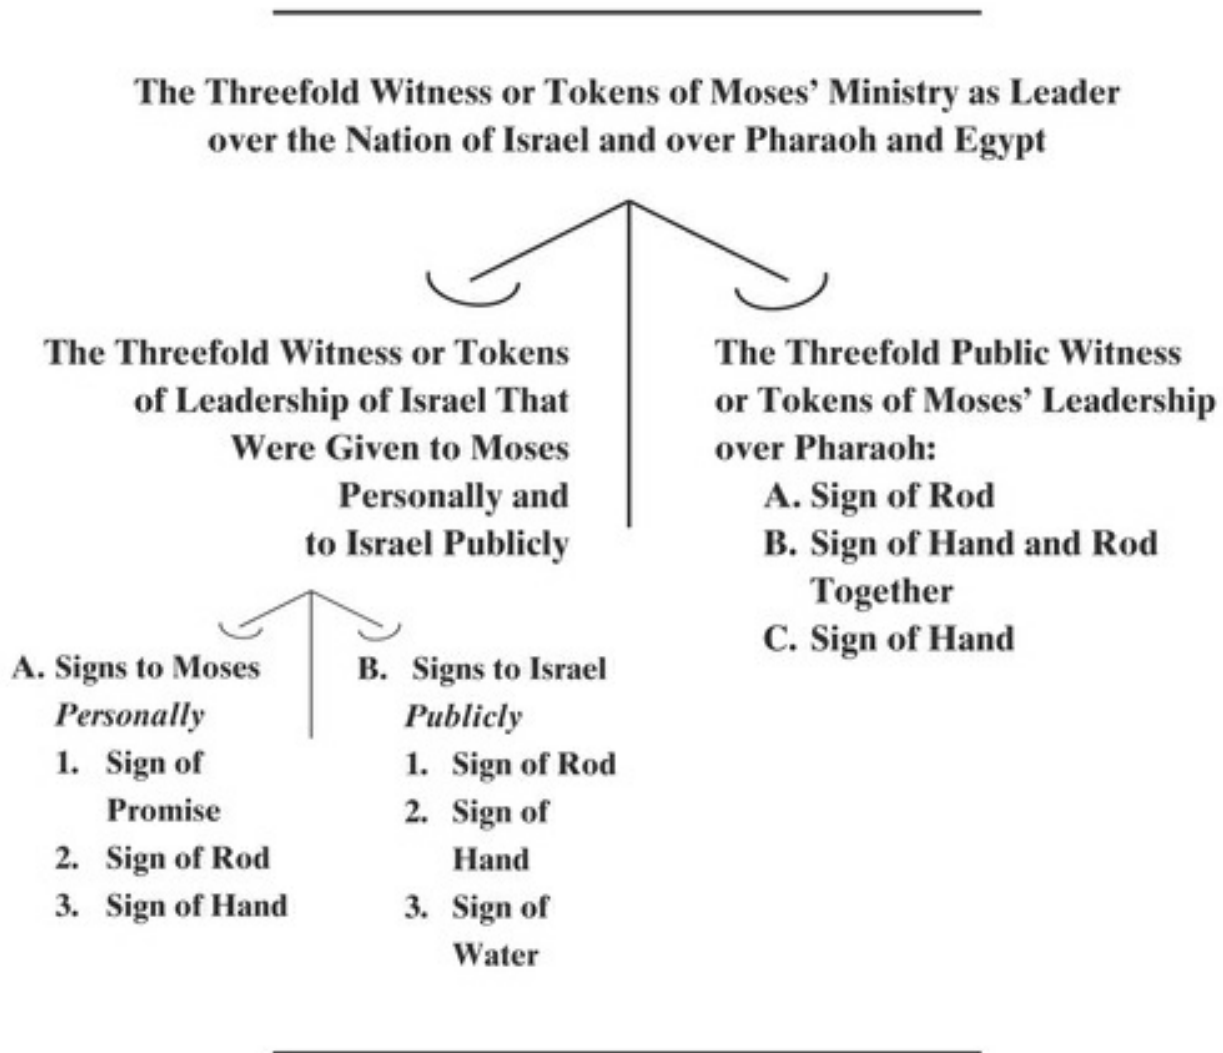 The Threefold Witness or Tokens of Moses’ Ministry as Leader
over the Nation of Israel and over Pharaoh and Egypt
The Threefold Witness or Tokens
of Leadership of Israel That
Were Given to Moses
Personally and
to Israel Publicly
A. Signs to Moses
Personally
1. Sign of
Promise
2. Sign of Rod
3. Sign of Hand
B. Signs to Israel
Publicly
1. Sign of Rod
2. Sign of
Hand
3. Sign of
Water
The Threefold Public Witness
or Tokens of Moses’ Leadership
over Pharaoh:
A. Sign of Rod
B. Sign of Hand and Rod
Together
C. Sign of Hand